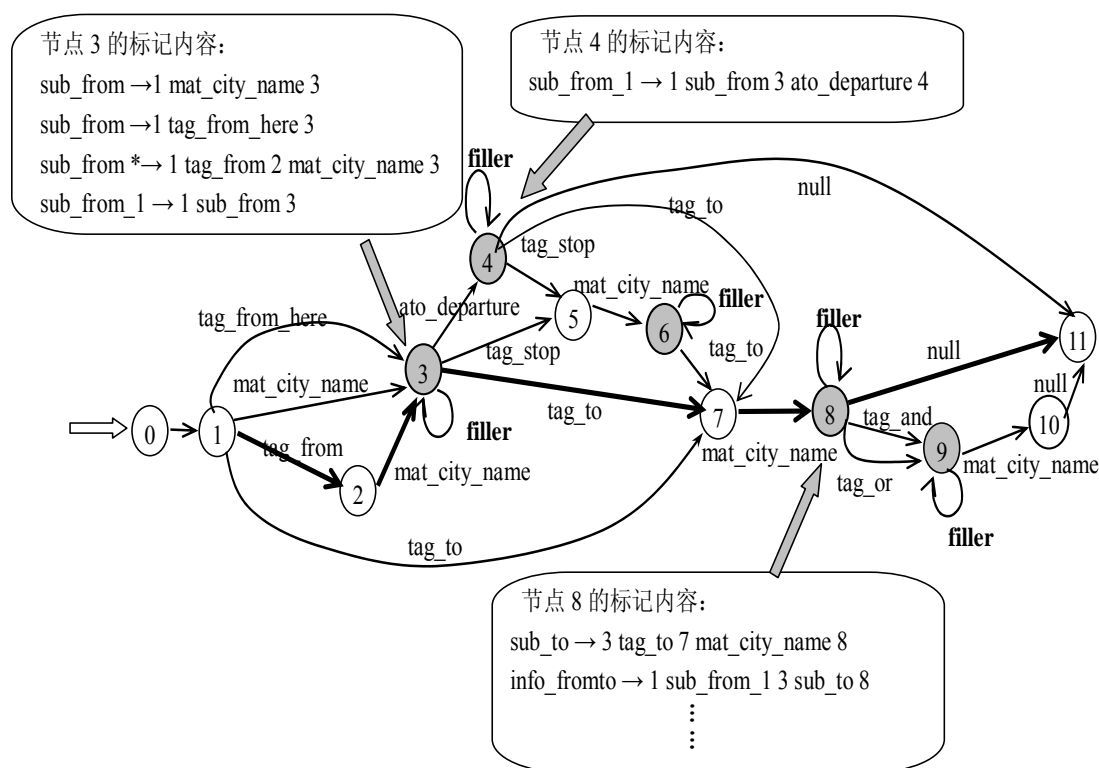 节点 3 的标记内容：
sub_from →1 mat_city_name 3
sub_from →1 tag_from_here 3
sub_from *→ 1 tag_from 2 mat_city_name 3
sub_from_1 → 1 sub_from 3
节点 4 的标记内容：
sub_from_1 → 1 sub_from 3 ato_departure 4
filler
null
tag_to
4
tag_stop
mat_city_name
filler
tag_from_here
ato_departure
5
6
filler
11
tag_stop
tag_to
null
mat_city_name
3
null
0
1
tag_to
7
8
tag_and
10
tag_from
filler
mat_city_name
9
mat_city_name
2
mat_city_name
tag_or
tag_to
filler
节点 8 的标记内容：
sub_to → 3 tag_to 7 mat_city_name 8
info_fromto → 1 sub_from_1 3 sub_to 8